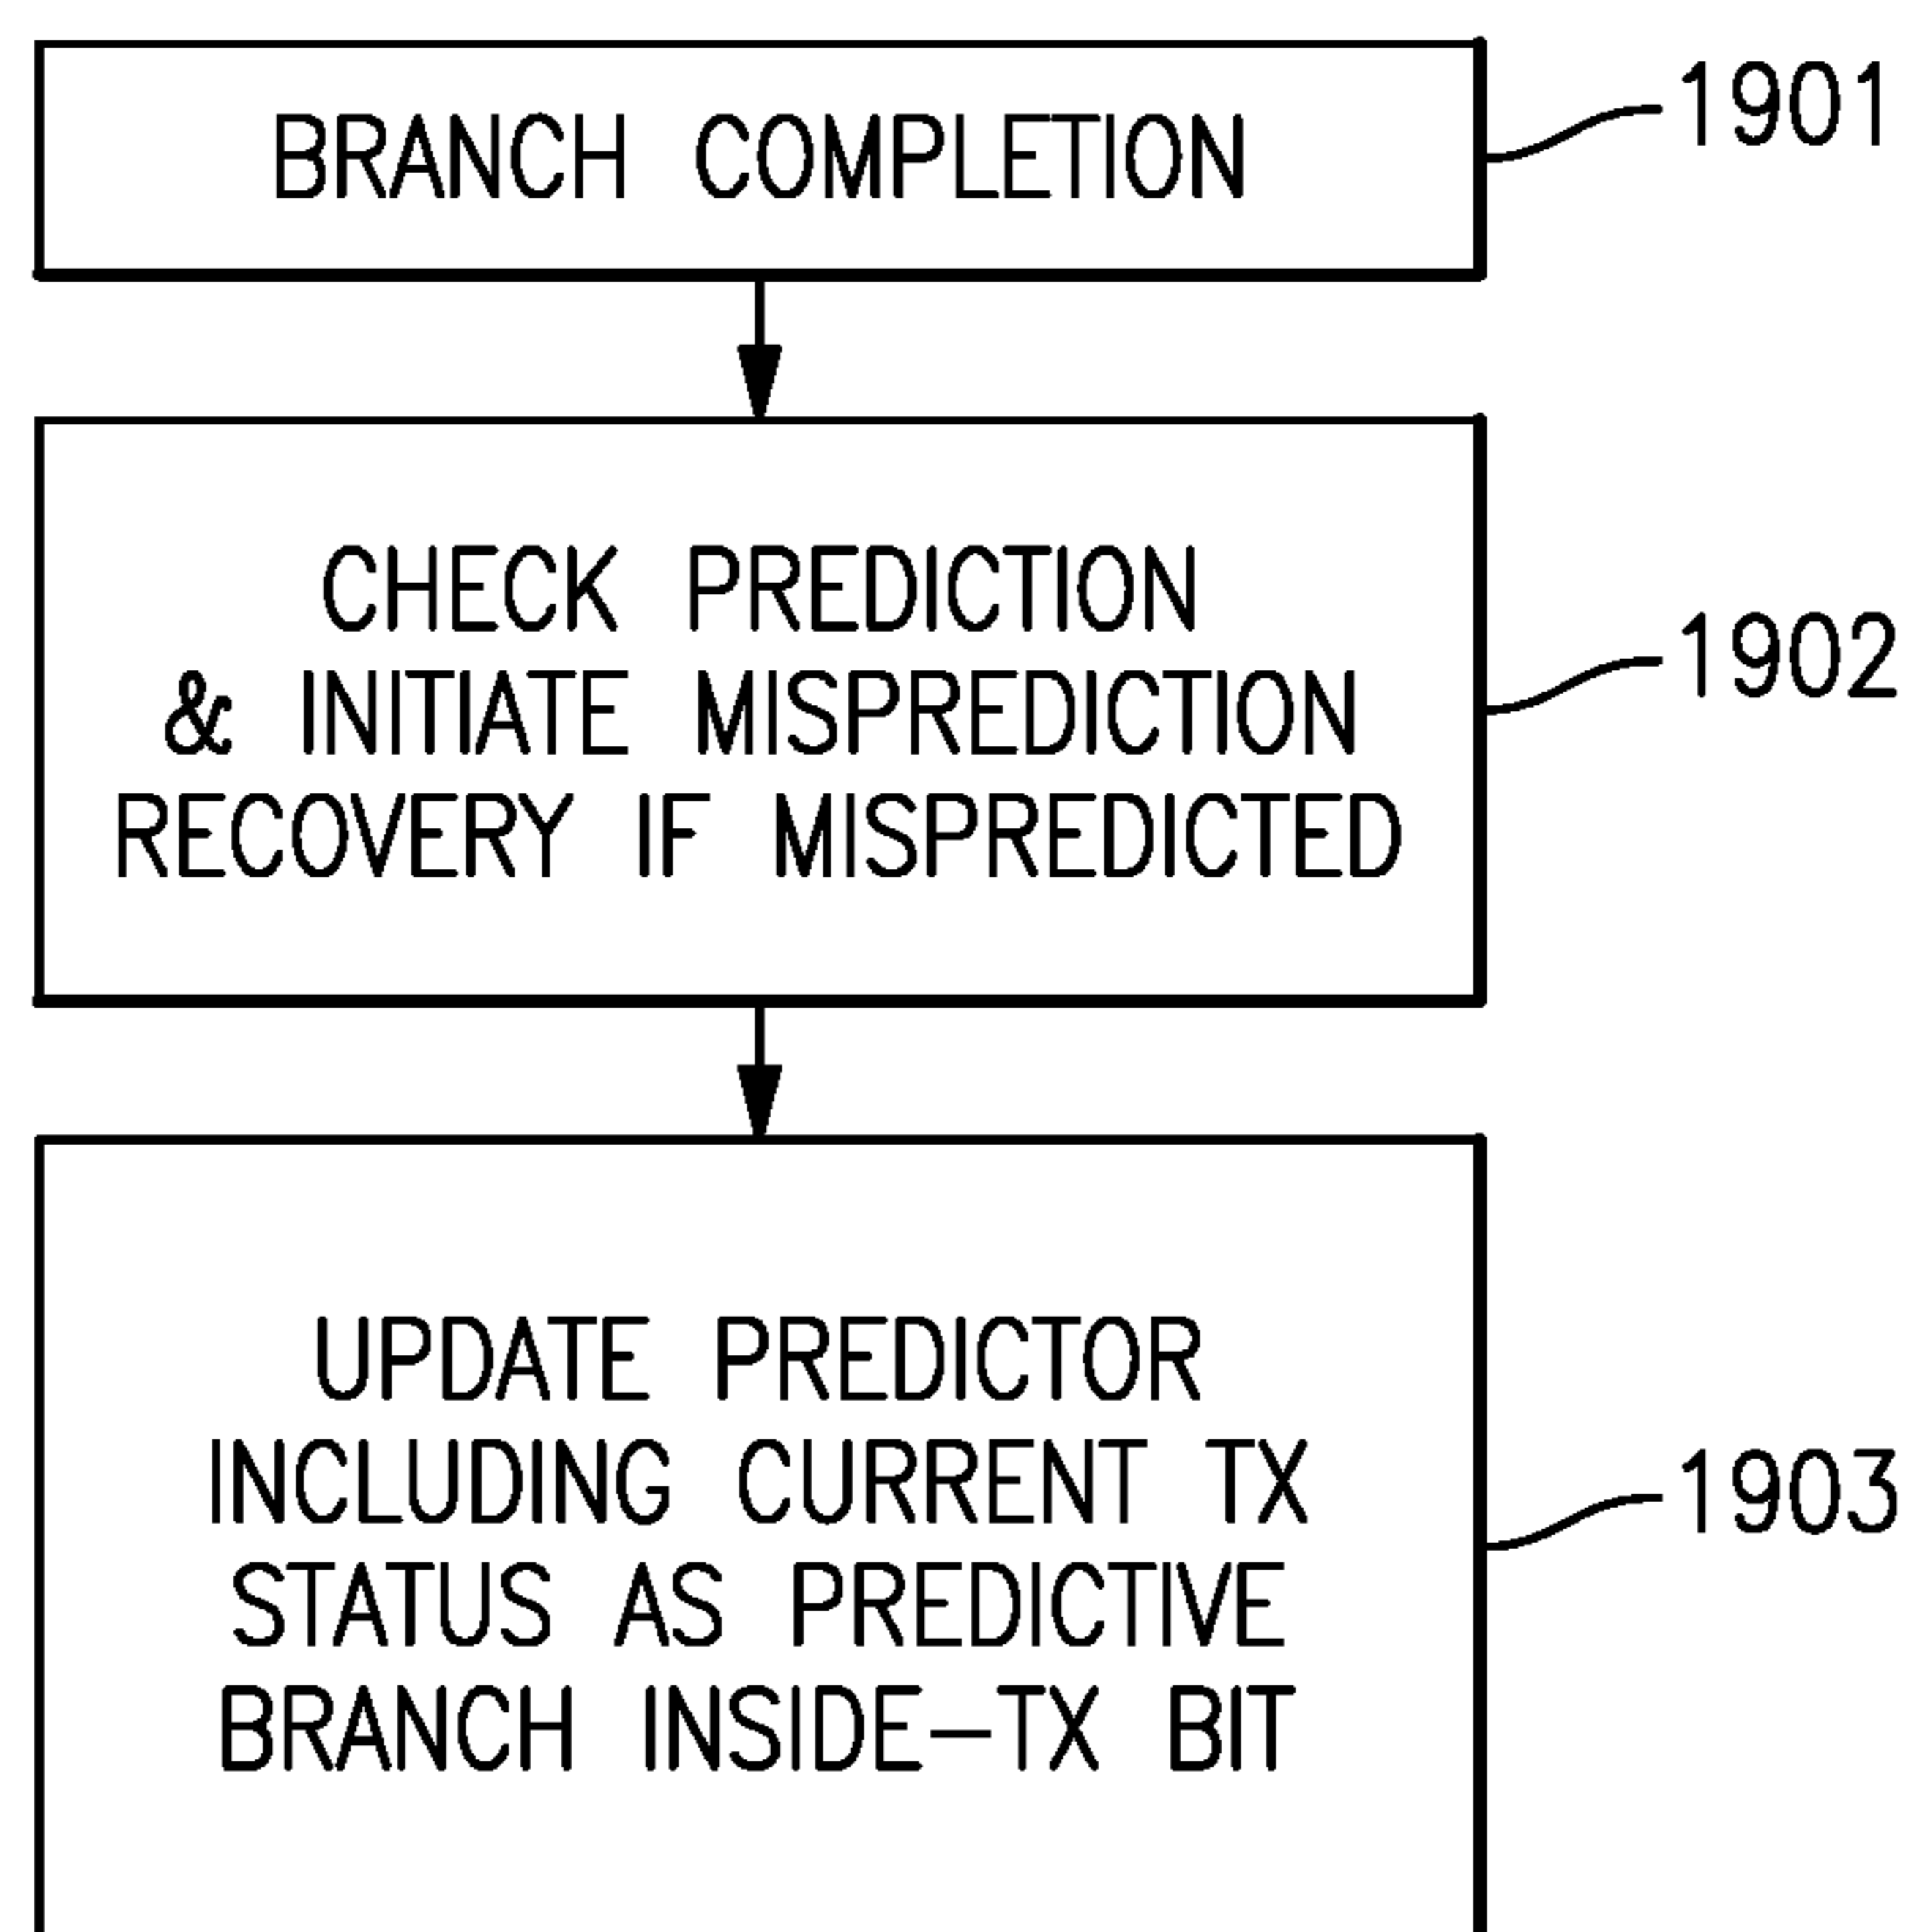 BRANCH COMPLETION
1901
CHECK PREDICTION
& INITIATE MISPREDICTION
RECOVERY IF MISPREDICTED
1902
UPDATE PREDICTOR
INCLUDING CURRENT TX
STATUS AS PREDICTIVE
BRANCH INSIDE-TX BIT
1903